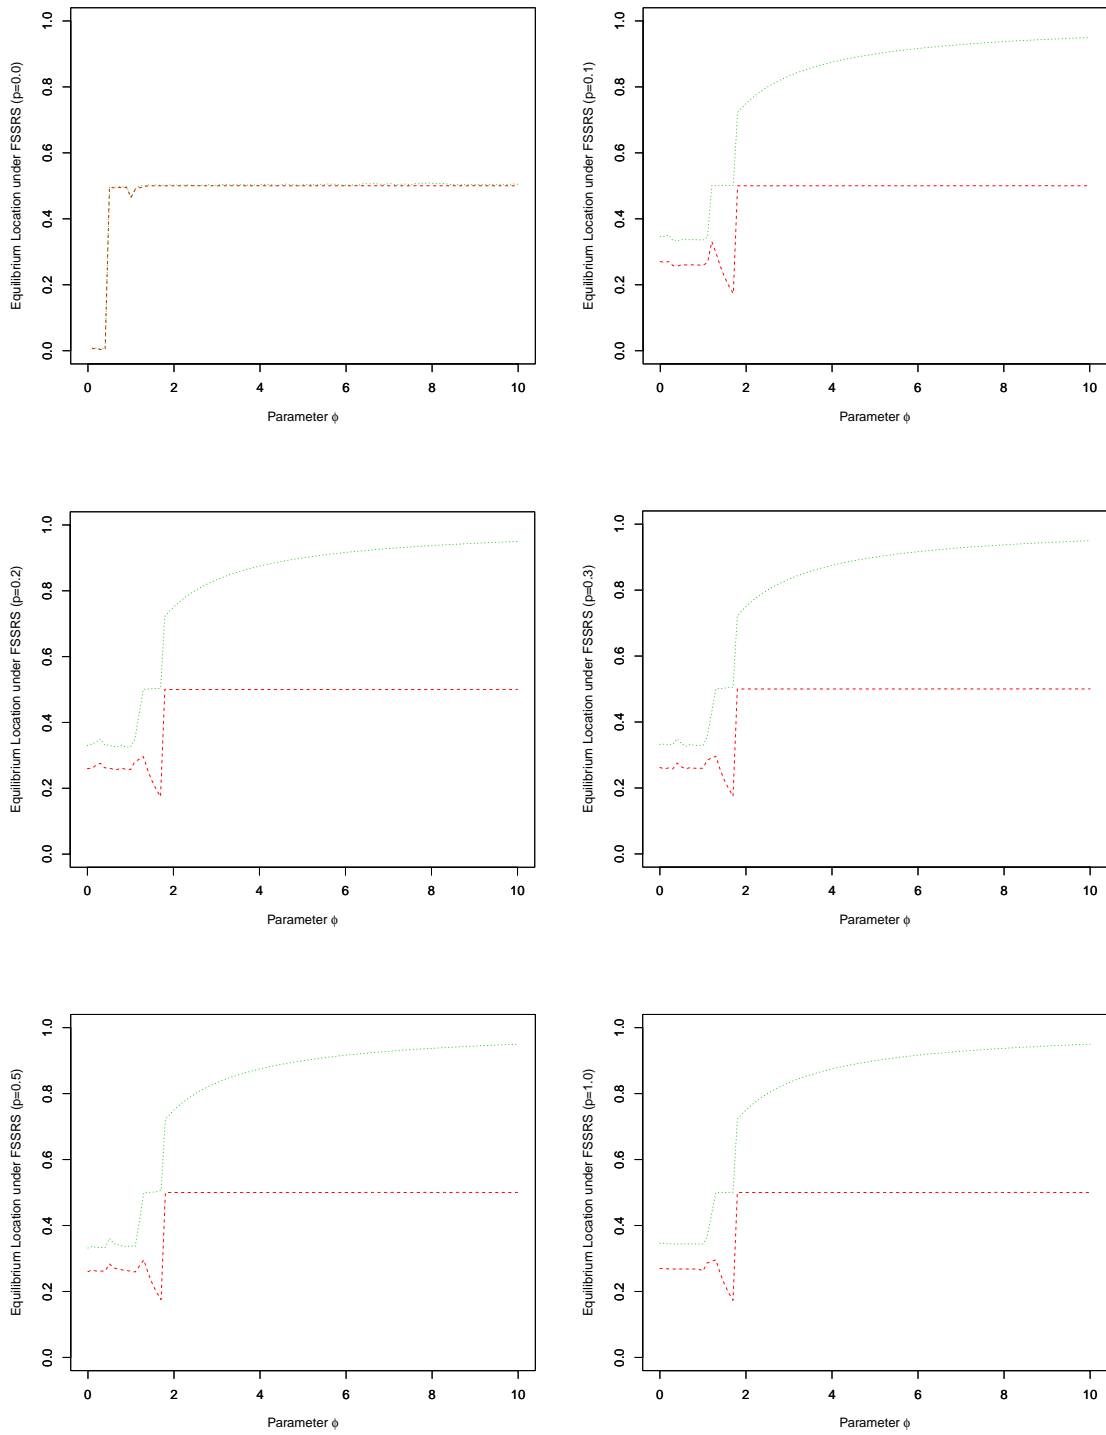 Equilibrium Location under FSSRS (p=0.0)
1.0
0.8
0.6
0.4
0.2
0.0
0 2 4 6 8 10
Parameter ϕ
Equilibrium Location under FSSRS (p=0.1)
1.0
0.8
0.6
0.4
0.2
0.0
0 2 4 6 8 10
Parameter ϕ
Equilibrium Location under FSSRS (p=0.2)
1.0
0.8
0.6
0.4
0.2
0.0
0 2 4 6 8 10
Parameter ϕ
Equilibrium Location under FSSRS (p=0.3)
1.0
0.8
0.6
0.4
0.2
0.0
0 2 4 6 8 10
Parameter ϕ
Equilibrium Location under FSSRS (p=0.5)
1.0
0.8
0.6
0.4
0.2
0.0
0 2 4 6 8 10
Parameter ϕ
Equilibrium Location under FSSRS (p=1.0)
1.0
0.8
0.6
0.4
0.2
0.0
0 2 4 6 8 10
Parameter ϕ